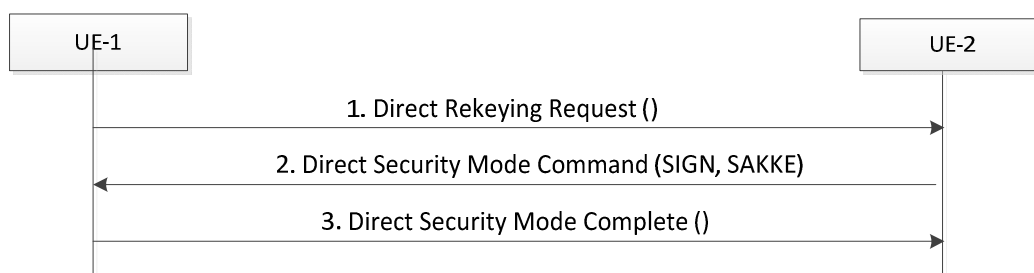 UE-1
UE-2
1. Direct Rekeying Request ()
2. Direct Security Mode Command (SIGN, SAKKE)
3. Direct Security Mode Complete ()